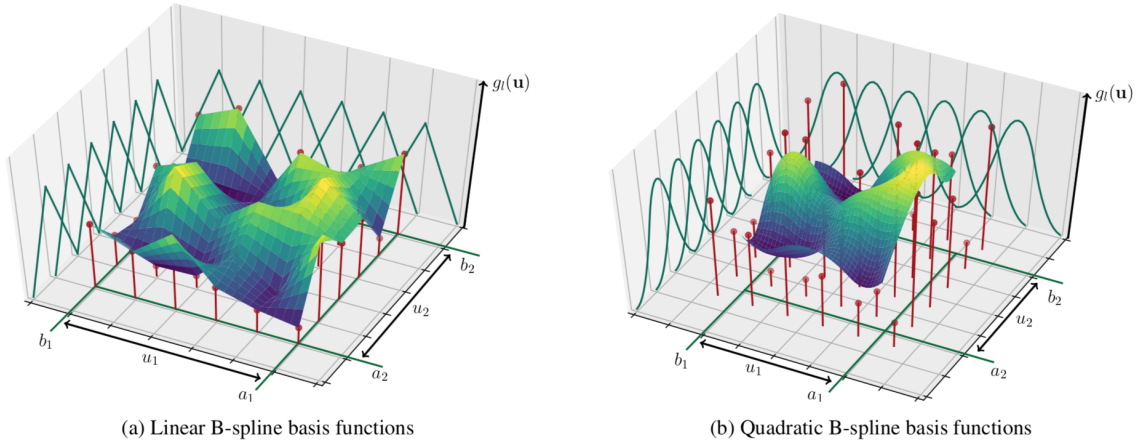 g_l(𝐮)
b_2
u_2
b_1
u_1
a_2
a_1
(a) Linear B-spline basis functions
g_l(𝐮)
b_2
u_2
b_1
u_1
a_2
a_1
(b) Quadratic B-spline basis functions